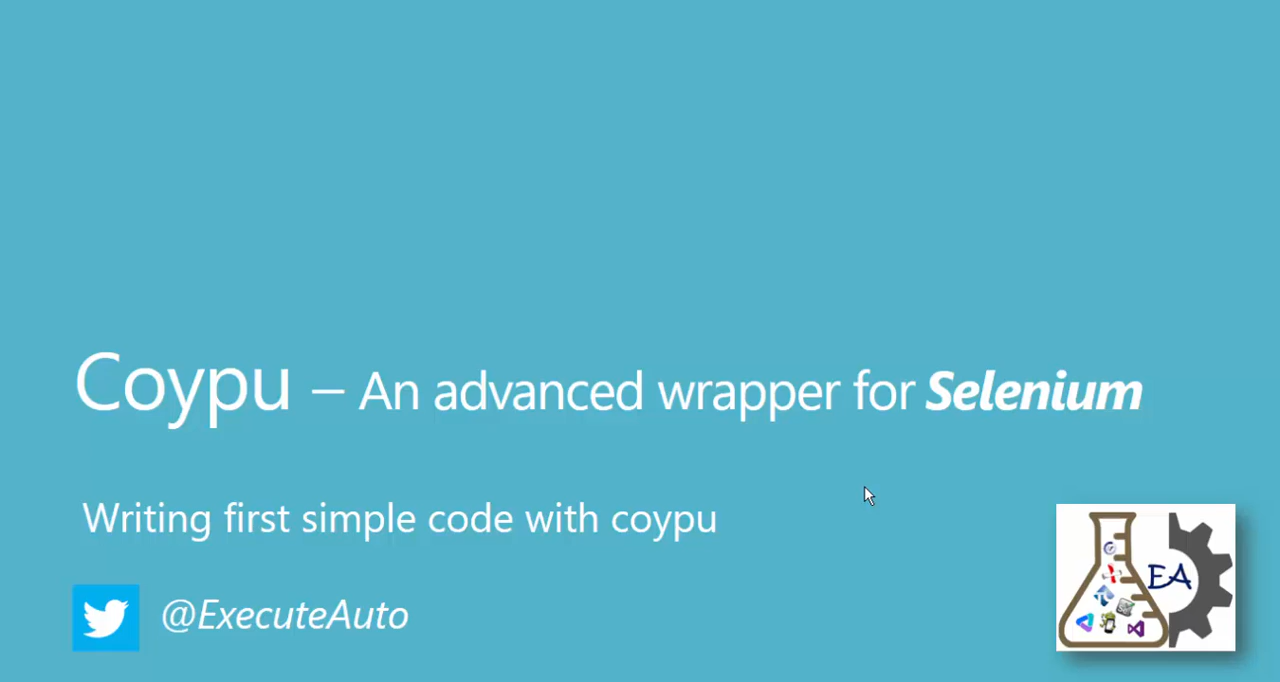 Coypu – An advanced wrapper for Selenium
Writing first simple code with coypu
@ExecuteAuto
EA